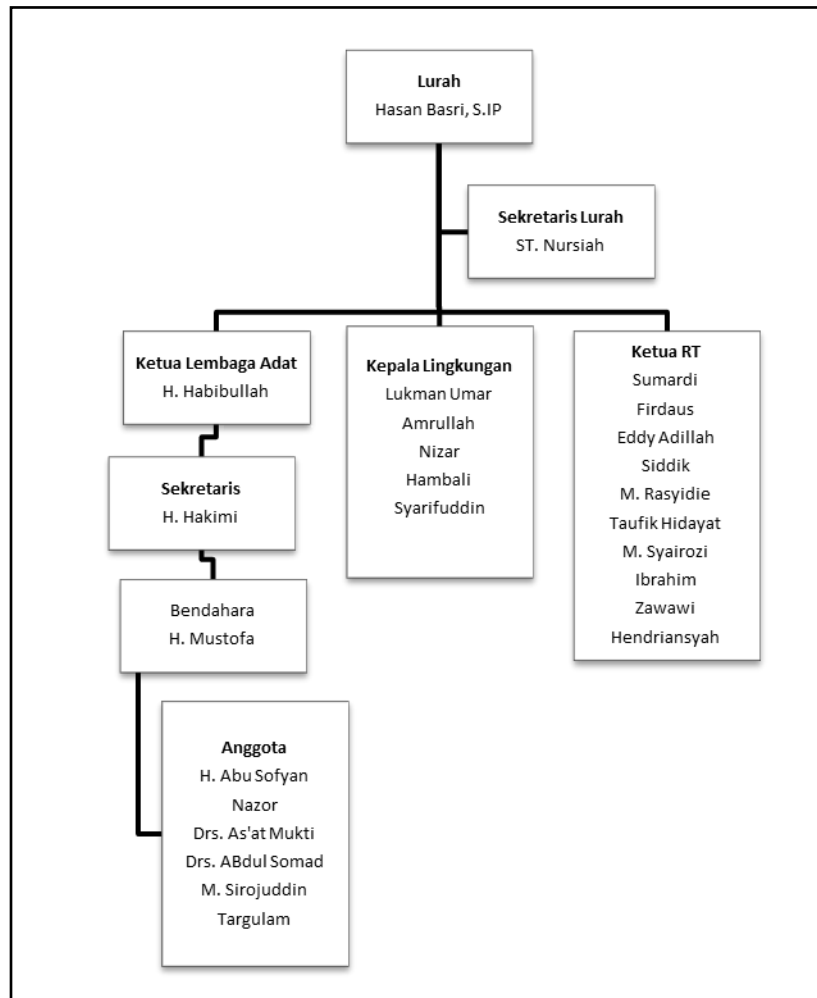 Lurah
Hasan Basri, S.IP
Sekretaris Lurah
ST. Nursiah
Ketua Lembaga Adat
H. Habibullah
Sekretaris
H. Hakimi
Bendahara
H. Mustofa
Anggota
H. Abu Sofyan
Nazor
Drs. As'at Mukti
Drs. ABdul Somad
M. Sirojuddin
Targulam
Kepala Lingkungan
Lukman Umar
Amrullah
Nizar
Hambali
Syarifuddin
Ketua RT
Sumardi
Firdaus
Eddy Adillah
Siddik
M. Rasyidie
Taufik Hidayat
M. Syairozi
Ibrahim
Zawawi
Hendriansyah